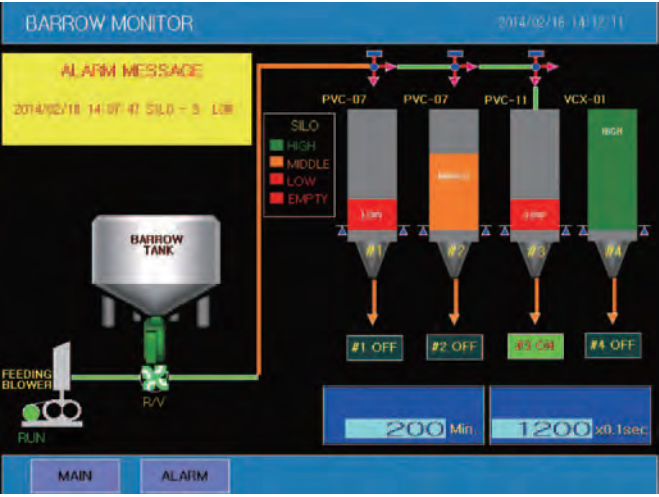 BARROW MONITOR
2014/02/18 14:12:11
ALARM MESSAGE
2014/02/18 14:07:47 SILO - 3 LOW
PVC-07
PVC-07
PVC-11
VCX-01
SILO
HIGH
MIDDLE
LOW
EMPTY
HIGH
MIDDLE
LOW
LOW
#1
#2
#3
#4
BARROW
TANK
#1 OFF
#2 OFF
#3 ON
#4 OFF
FEEDING
BLOWER
R/V
RUN
200 Min.
1200 x0.1sec
MAIN
ALARM